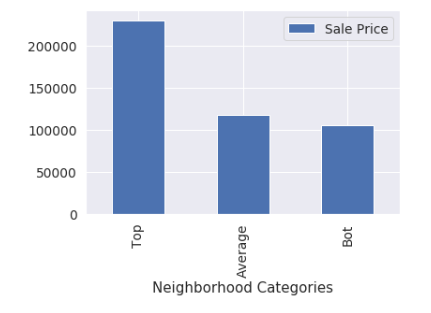 Sale Price
200000
150000
100000
50000
0
Top
Average
Bot
Neighborhood Categories